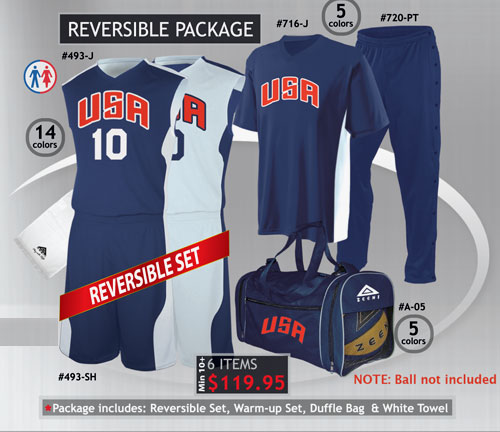 REVERSIBLE PACKAGE
#493-J
#716-J
5
colors
#720-PT
14
colors
USA
10
A
USA
REVERSIBLE SET
ZEEMZ
USA
ZEE
#A-05
5
colors
#493-SH
Min 10+
6 ITEMS
$119.95
NOTE: Ball not included
*Package includes: Reversible Set, Warm-up Set, Duffle Bag & White Towel